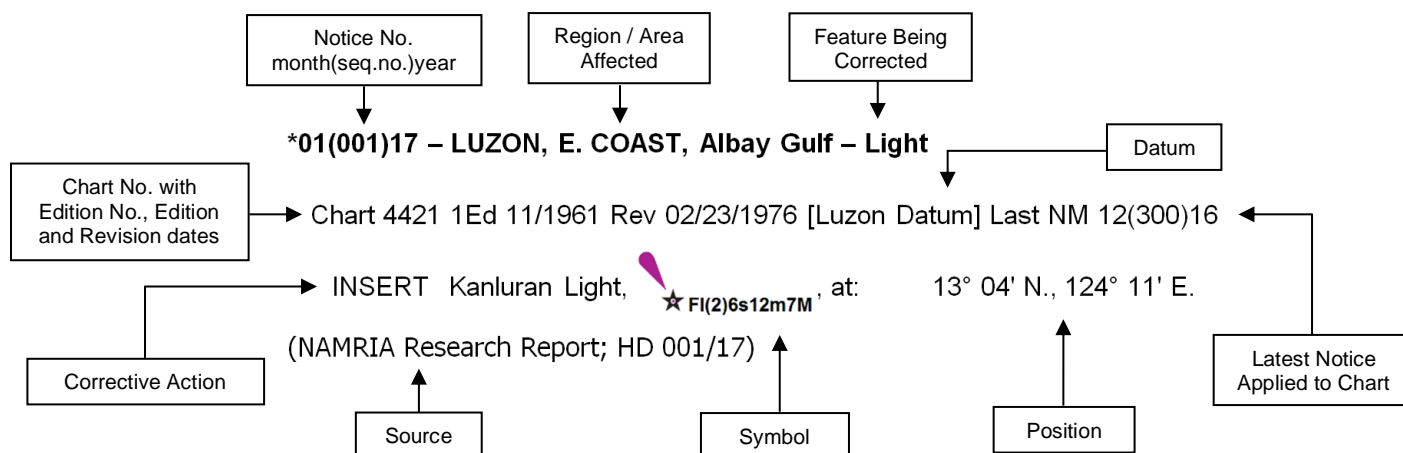 Notice No.
month(seq.no.)year
Region / Area
Affected
Feature Being
Corrected
*01(001)17 – LUZON, E. COAST, Albay Gulf – Light
Datum
Chart No. with
Edition No., Edition
and Revision dates
Chart 4421 1Ed 11/1961 Rev 02/23/1976 [Luzon Datum] Last NM 12(300)16
INSERT Kanluran Light, Fl(2)6s12m7M , at: 13° 04' N., 124° 11' E.
(NAMRIA Research Report; HD 001/17)
Corrective Action
Latest Notice
Applied to Chart
Source
Symbol
Position